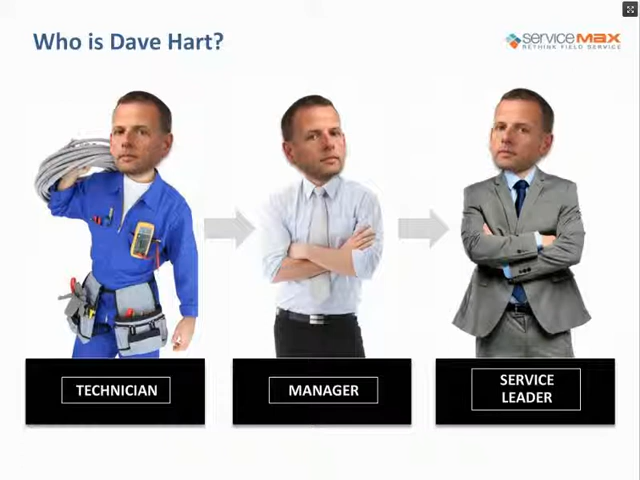 Who is Dave Hart?
serviceMAX
RETHINK FIELD SERVICE
TECHNICIAN
MANAGER
SERVICE
LEADER